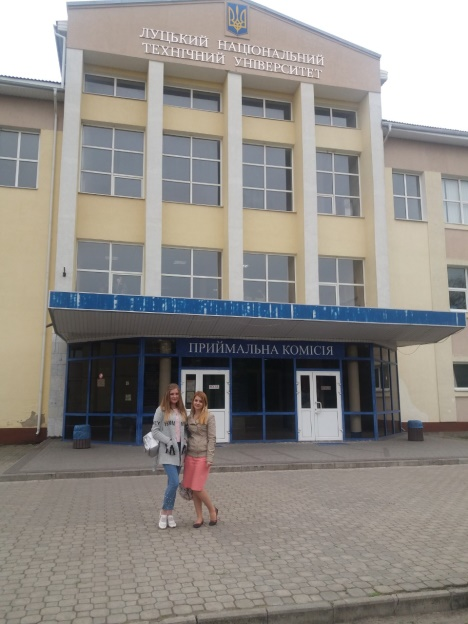 ЛУЦЬКИЙ НАЦІОНАЛЬНИЙ
ТЕХНІЧНИЙ УНІВЕРСИТЕТ
ПРИЙМАЛЬНА КОМІСІЯ